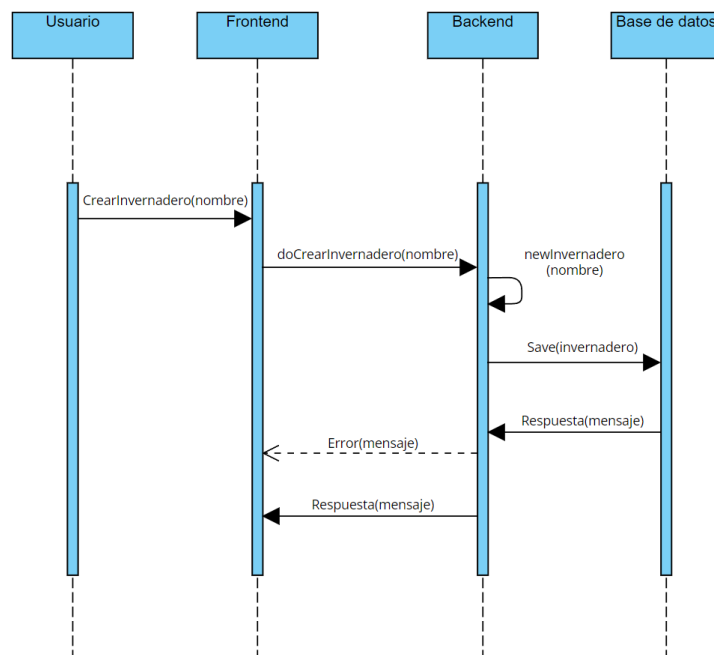 Usuario
Frontend
Backend
Base de datos
CrearInvernadero(nombre)
doCrearInvernadero(nombre)
newInvernadero
(nombre)
Save(invernadero)
Respuesta(mensaje)
Error(mensaje)
Respuesta(mensaje)